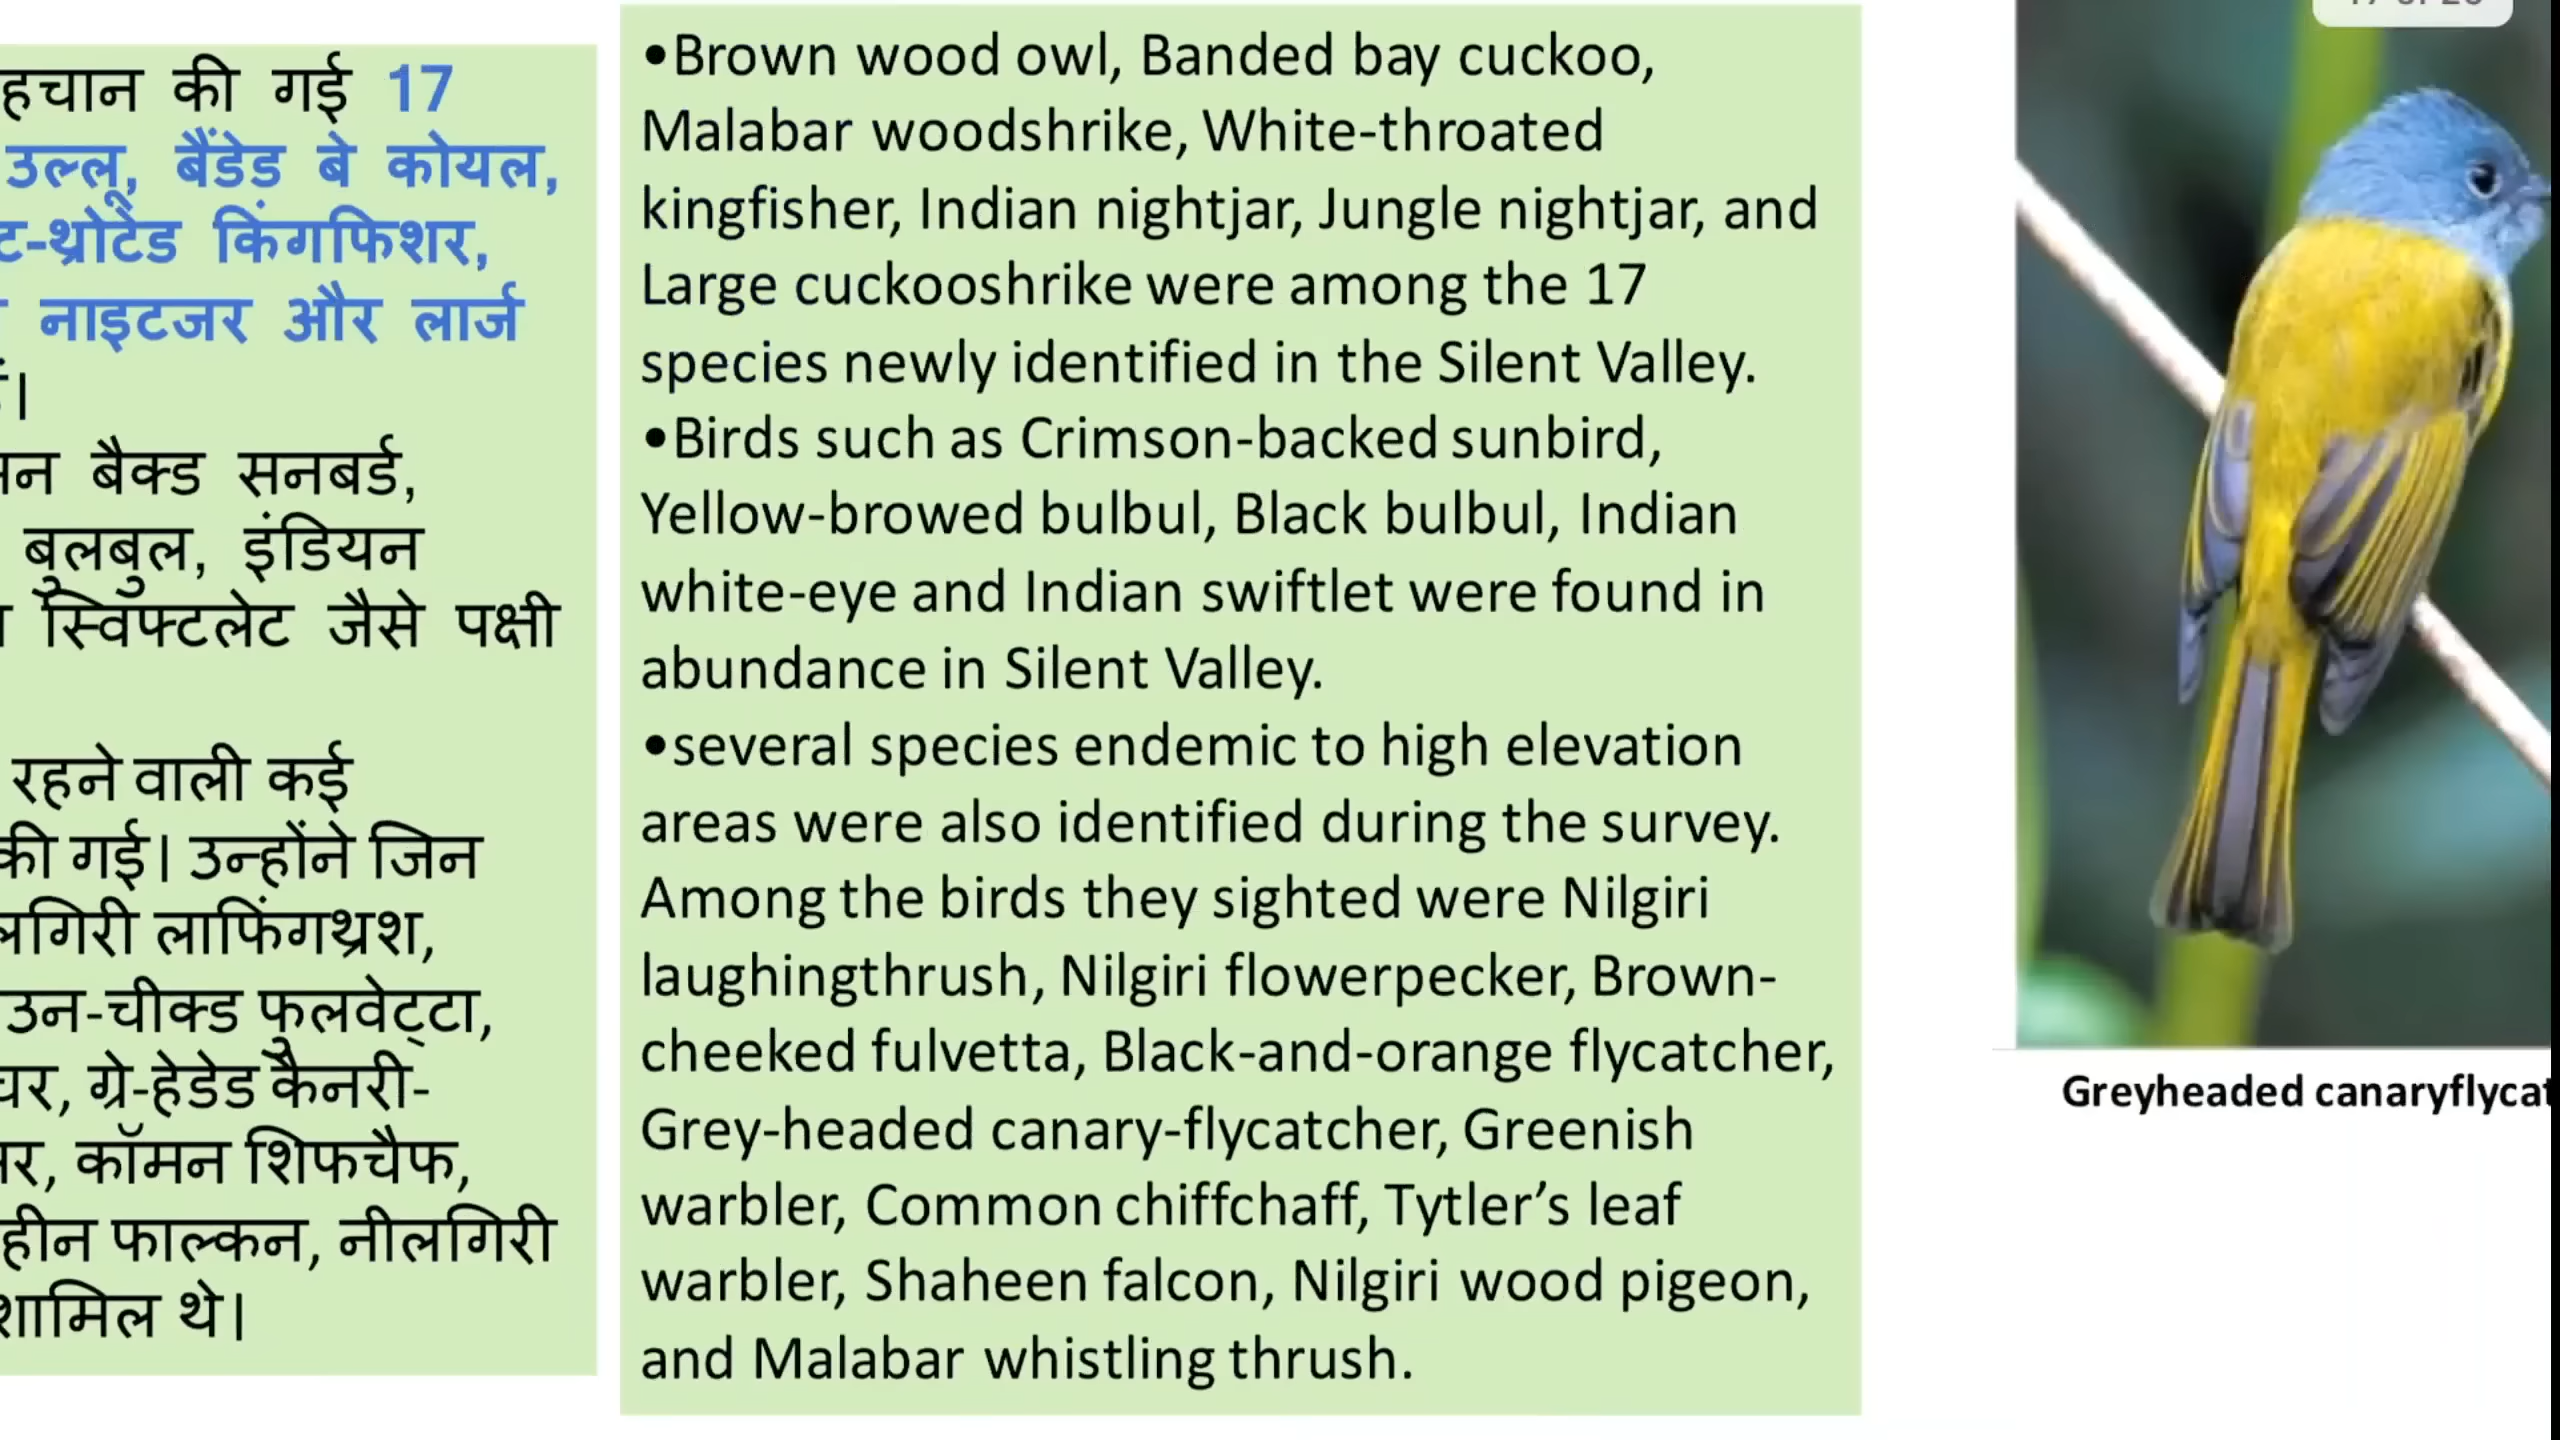 हचान की गई 17
उल्लू, बैंडेड बे कोयल,
ट-थ्रोटेड किंगफिशर,
नाइटजर और लार्ज
।
बैक्ड सनबर्ड,
बुलबुल, इंडियन
स्विफ्टलेट जैसे पक्षी
रहने वाली कई
की गई। उन्होंने जिन
लगिरी लाफिंगथ्रश,
उन-चीक्ड फुलवेट्टा,
चर, ग्रे-हेडेड कैनरी-
कॉमन शिफचैफ,
हीन फाल्कन, नीलगिरी
शामिल थे।
•Brown wood owl, Banded bay cuckoo,
Malabar woodshrike, White-throated
kingfisher, Indian nightjar, Jungle nightjar, and
Large cuckooshrike were among the 17
species newly identified in the Silent Valley.
•Birds such as Crimson-backed sunbird,
Yellow-browed bulbul, Black bulbul, Indian
white-eye and Indian swiftlet were found in
abundance in Silent Valley.
•several species endemic to high elevation
areas were also identified during the survey.
Among the birds they sighted were Nilgiri
laughingthrush, Nilgiri flowerpecker, Brown-
cheeked fulvetta, Black-and-orange flycatcher,
Grey-headed canary-flycatcher, Greenish
warbler, Common chiffchaff, Tytler’s leaf
warbler, Shaheen falcon, Nilgiri wood pigeon,
and Malabar whistling thrush.
Greyheaded canaryflycat